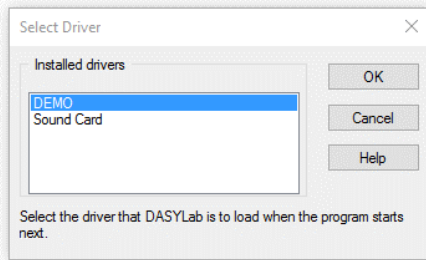 Select Driver
Installed drivers
DEMO
Sound Card
OK
Cancel
Help
Select the driver that DASYLab is to load when the program starts
next.